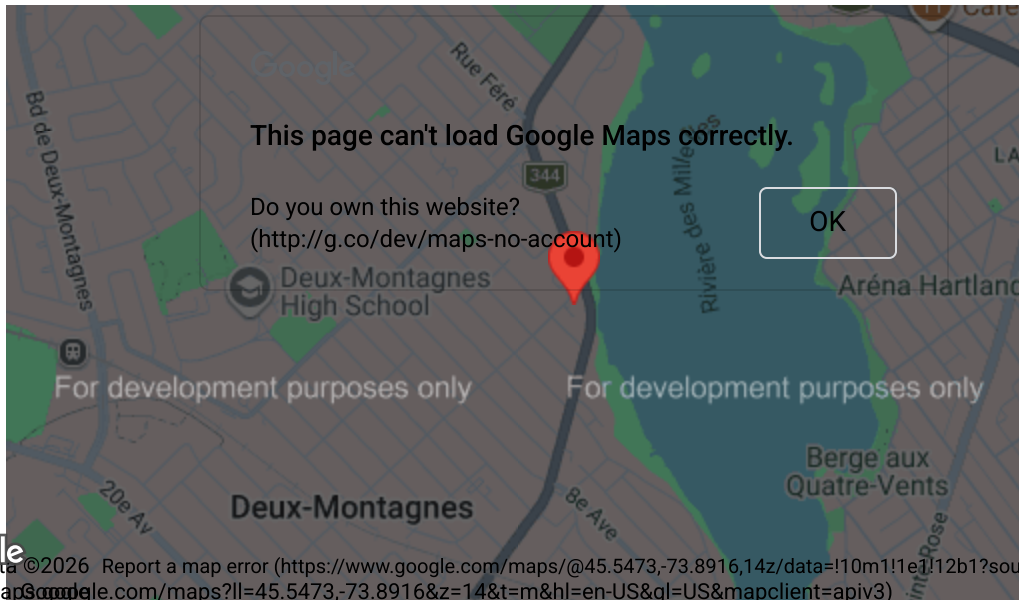 Café
Google
Rue Féré
Bd de Deux-Montagnes
This page can't load Google Maps correctly.
Rivière des Mille
LA
344
Do you own this website?
(http://g.co/dev/maps-no-account)
OK
Deux-Montagnes
High School
Aréna Hartland
For development purposes only
For development purposes only
Berge aux
Quatre-Vents
20e Av
Deux-Montagnes
8e Ave
©2026
Report a map error (https://www.google.com/maps/@45.5473,-73.8916,14z/data=!10m1!1e1!12b1?sou
.google.com/maps?ll=45.5473,-73.8916&z=14&t=m&hl=en-US&gl=US&mapclient=apiv3)